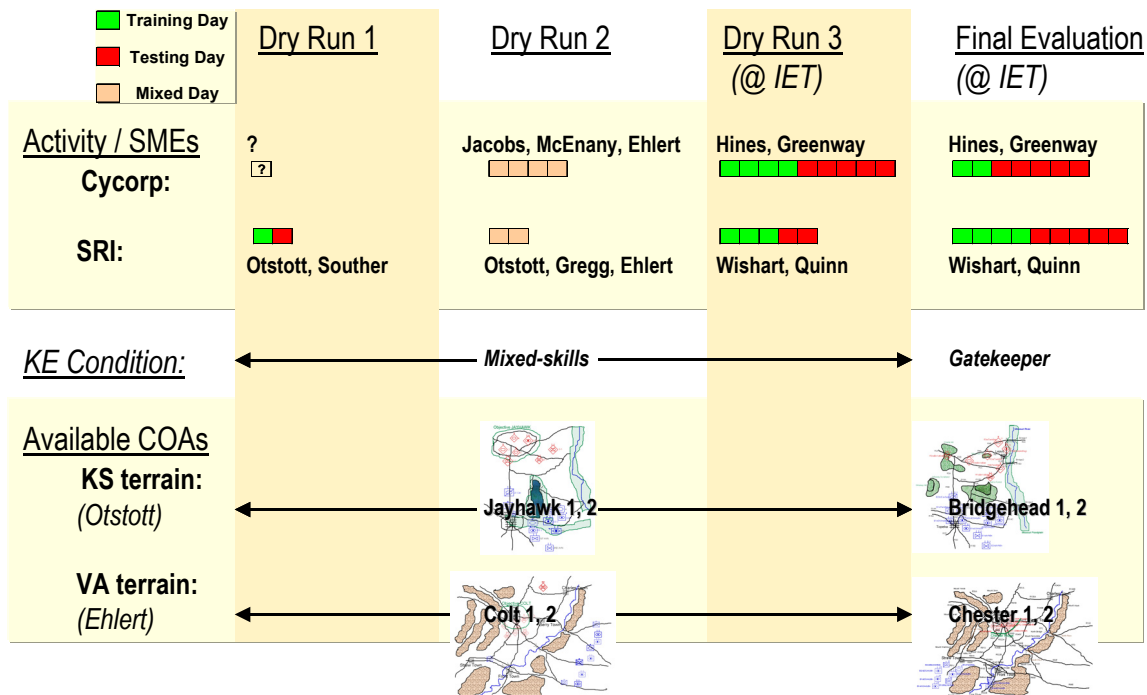 Training Day
Testing Day
Mixed Day
Dry Run 1
Dry Run 2
Dry Run 3
(@ IET)
Final Evaluation
(@ IET)
Activity / SMEs
?
Jacobs, McEnany, Ehlert
Hines, Greenway
Hines, Greenway
Cycorp:
?
SRI:
Otstott, Souther
Otstott, Gregg, Ehlert
Wishart, Quinn
Wishart, Quinn
KE Condition:
Mixed-skills
Gatekeeper
Available COAs
KS terrain:
(Otstott)
Objective JAYHAWK
Jayhawk 1, 2
Bridgehead 1, 2
VA terrain:
(Ehlert)
Colt 1, 2
Chester 1, 2